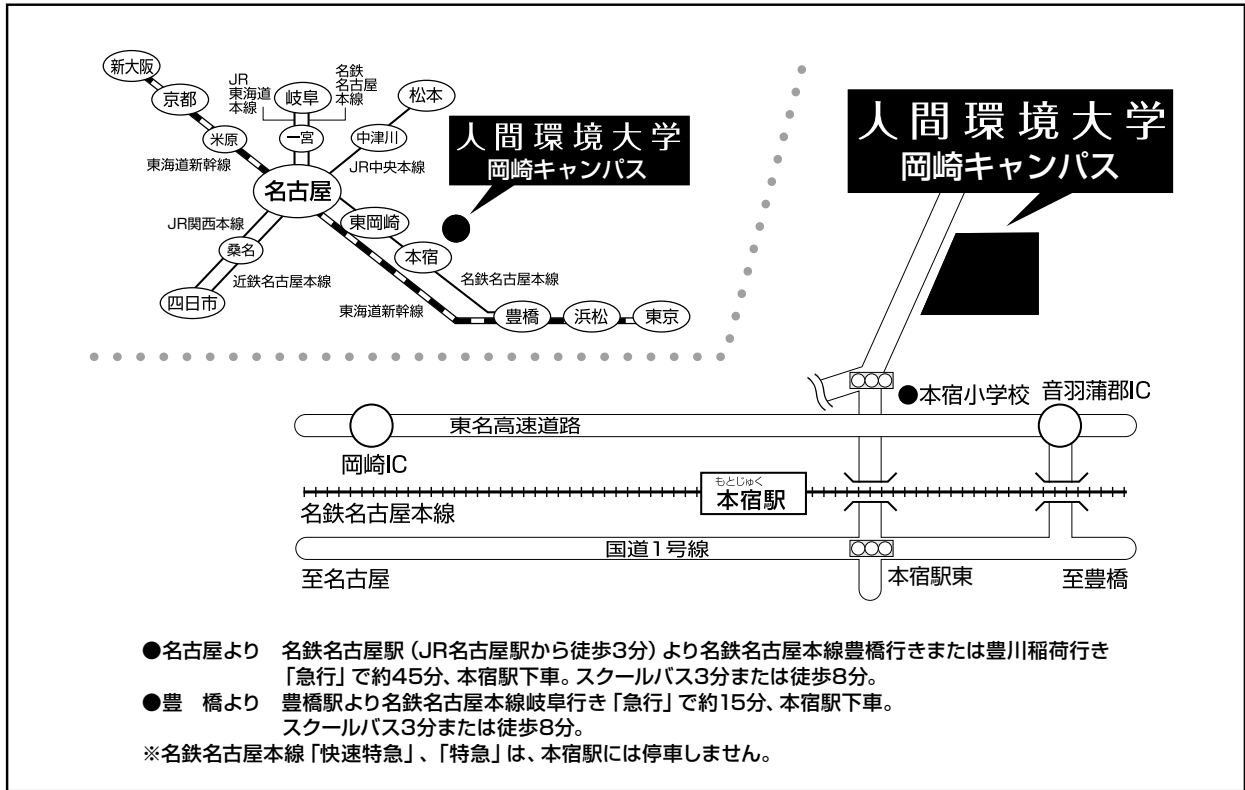 新大阪
京都
米原
東海道新幹線
JR
東海道
本線
岐阜
一宮
名鉄
名古屋
本線
松本
中津川
JR中央本線
名古屋
人間環境大学
岡崎キャンパス
東岡崎
本宿
名鉄名古屋本線
JR関西本線
桑名
近鉄名古屋本線
四日市
東海道新幹線
豊橋
浜松
東京
人間環境大学
岡崎キャンパス
●本宿小学校
音羽蒲郡IC
東名高速道路
岡崎IC
もとじゅく
本宿駅
名鉄名古屋本線
国道1号線
至名古屋
本宿駅東
至豊橋
●名古屋より 名鉄名古屋駅(JR名古屋駅から徒歩3分)より名鉄名古屋本線豊橋行きまたは豊川稲荷行き
「急行」で約45分、本宿駅下車。スクールバス3分または徒歩8分。
●豊 橋より 豊橋駅より名鉄名古屋本線岐阜行き「急行」で約15分、本宿駅下車。
スクールバス3分または徒歩8分。
※名鉄名古屋本線「快速特急」、「特急」は、本宿駅には停車しません。